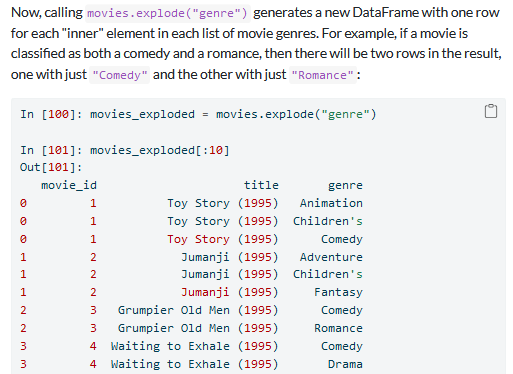 Now, calling movies.explode("genre") generates a new DataFrame with one row
for each "inner" element in each list of movie genres. For example, if a movie is
classified as both a comedy and a romance, then there will be two rows in the result,
one with just "Comedy" and the other with just "Romance":
In [100]: movies_exploded = movies.explode("genre")
In [101]: movies_exploded[:10]
Out[101]:
movie_id title genre
0 1 Toy Story (1995) Animation
0 1 Toy Story (1995) Children's
0 1 Toy Story (1995) Comedy
1 2 Jumanji (1995) Adventure
1 2 Jumanji (1995) Children's
1 2 Jumanji (1995) Fantasy
2 3 Grumpier Old Men (1995) Comedy
2 3 Grumpier Old Men (1995) Romance
3 4 Waiting to Exhale (1995) Comedy
3 4 Waiting to Exhale (1995) Drama